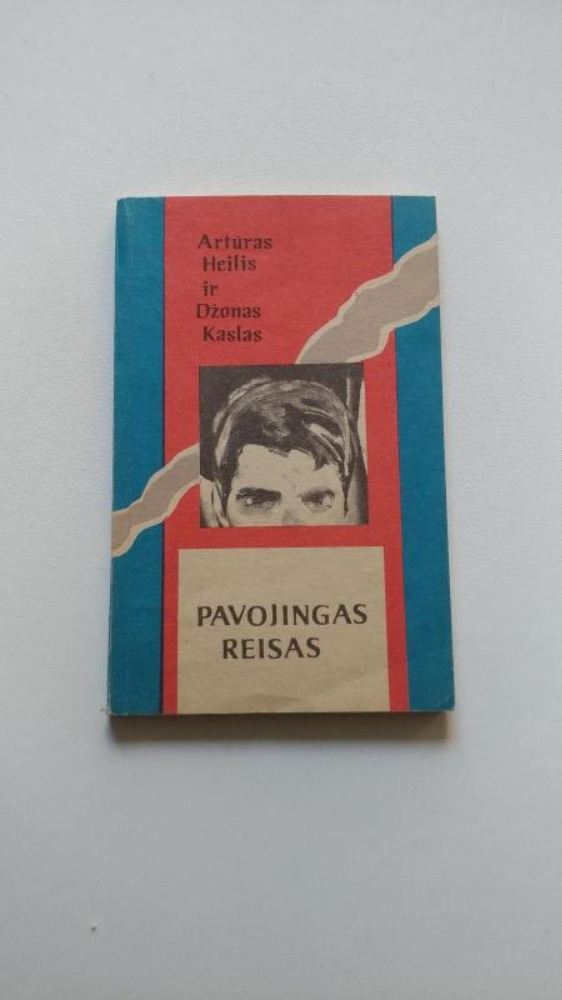 Artūras
Heilis
ir
Džonas
Kaslas
PAVOJINGAS
REISAS